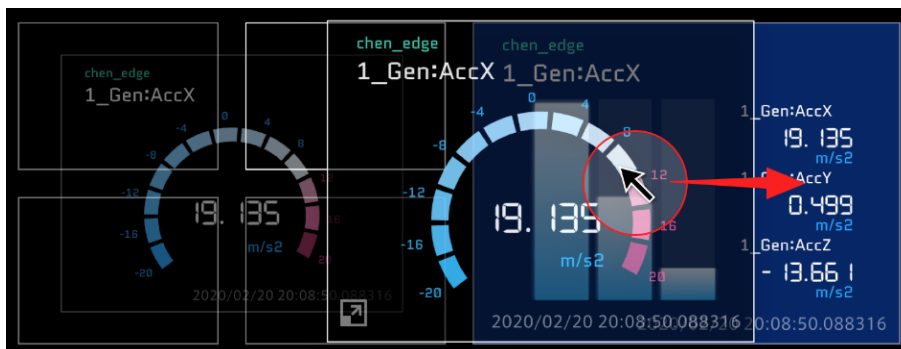 chen_edge
1_Gen:AccX
0
-4 4
-8 8
-12 12
-16 16
-20 20
19.135
m/s2
2020/02/20 20:08:50.088316
chen_edge
1_Gen:AccX
0
-4 4
-8 8
-12 12
-16 16
-20 20
19.135
m/s2
2020/02/20 20:08:50.088316
chen_edge
1_Gen:AccX
1_Gen:AccX
19.135
m/s2
1_Gen:AccY
0.499
m/s2
1_Gen:AccZ
-13.661
m/s2
2020/02/20 20:08:50.088316